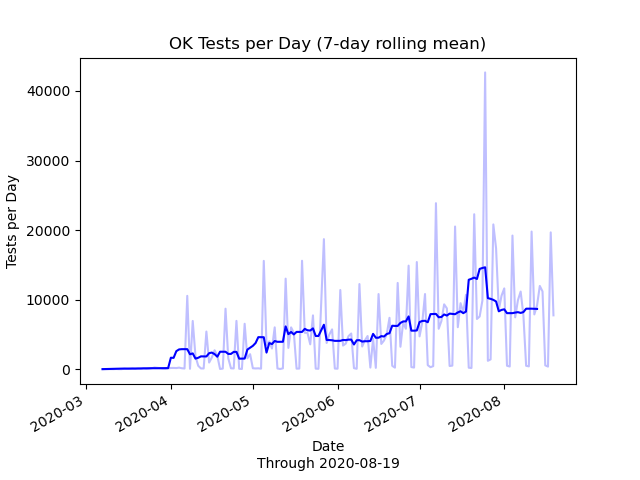 OK Tests per Day (7-day rolling mean)
40000
30000
20000
10000
0
Tests per Day
2020-03
2020-04
2020-05
2020-06
2020-07
2020-08
Date
Through 2020-08-19